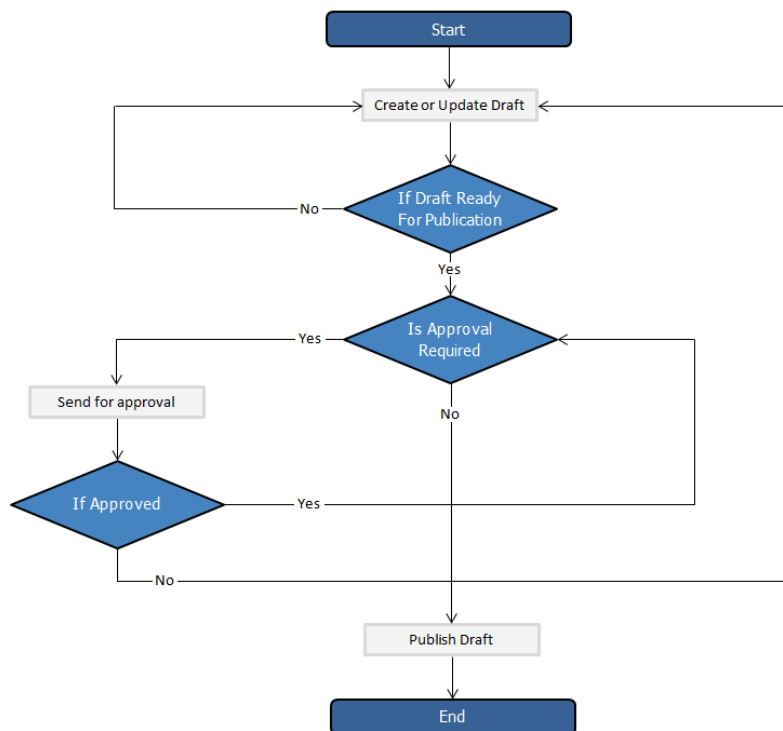 Start
Create or Update Draft
If Draft Ready
For Publication
No
Yes
Is Approval
Required
Yes
Send for approval
No
If Approved
Yes
No
Publish Draft
End